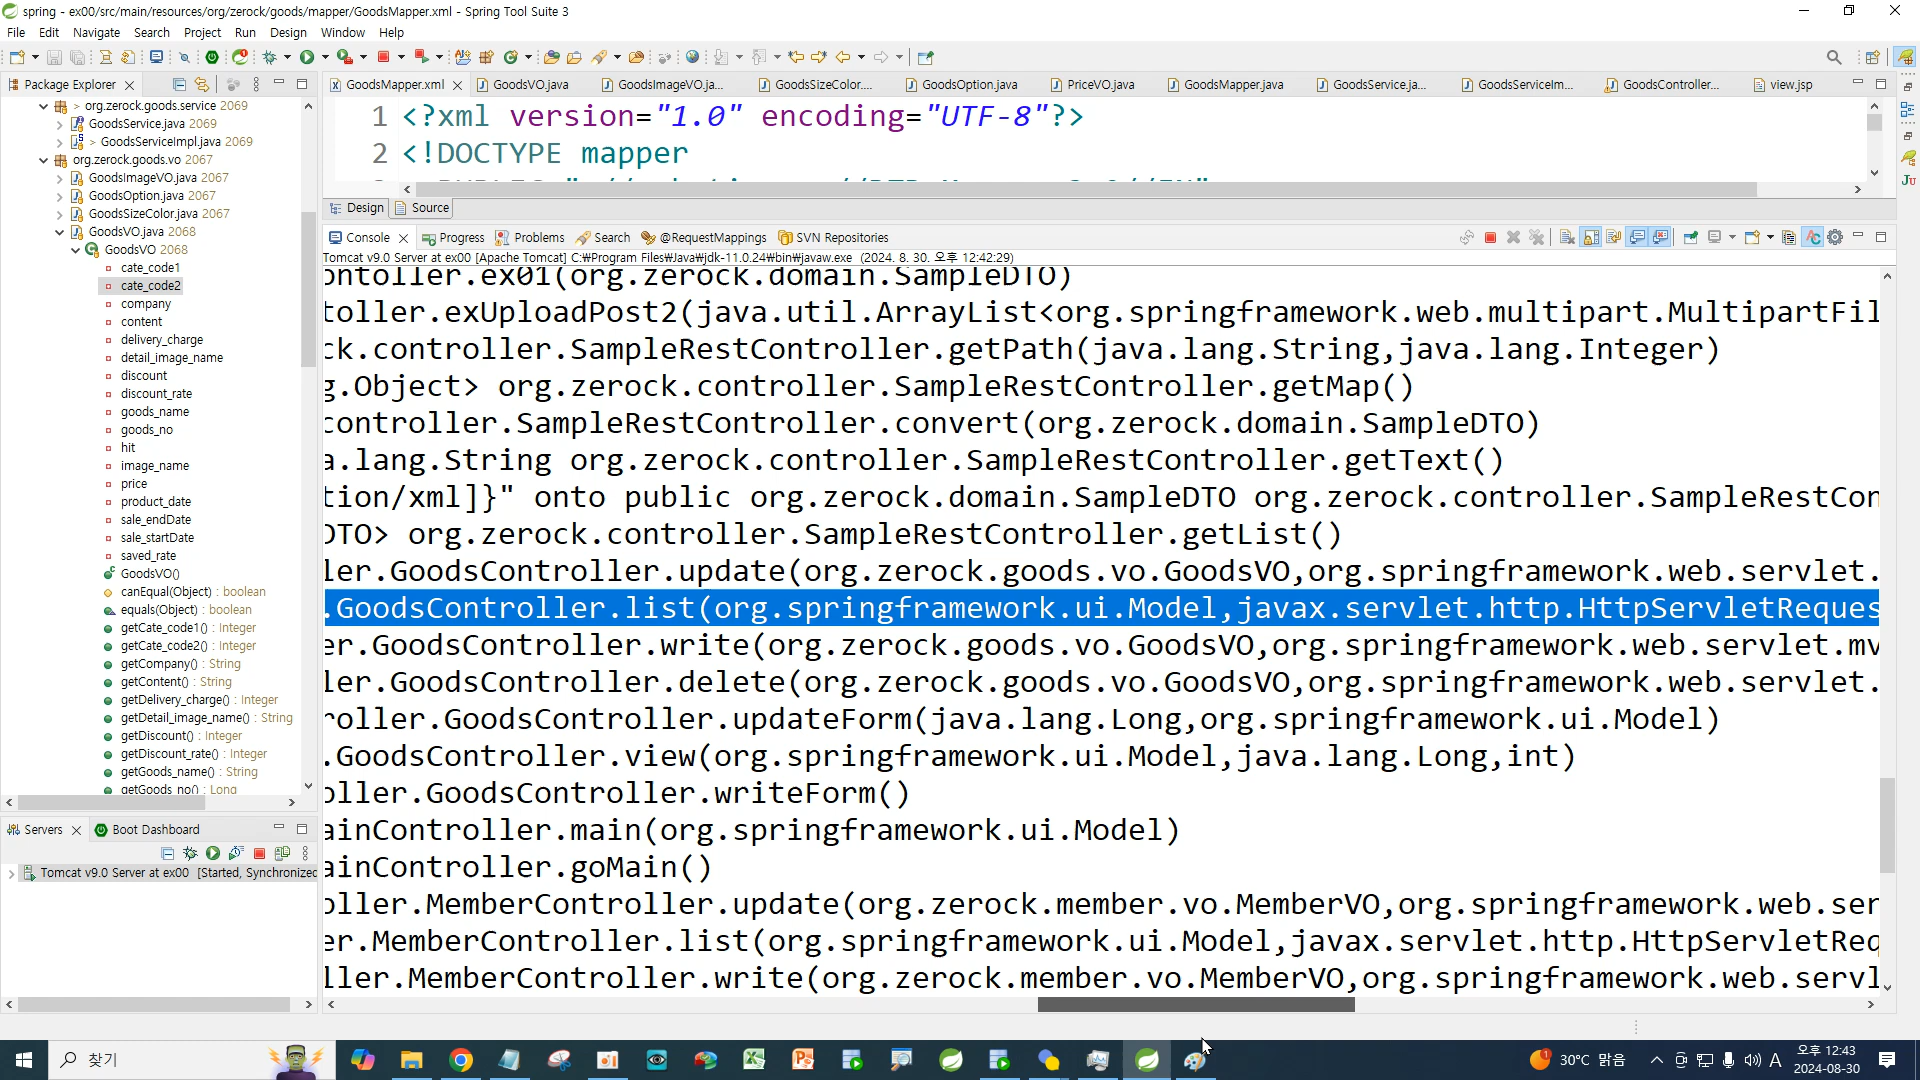 spring - ex00/src/main/resources/org/zerock/goods/mapper/GoodsMapper.xml - Spring Tool Suite 3
File Edit Navigate Search Project Run Design Window Help
Package Explorer
GoodsMapper.xml GoodsVO.java GoodsImageVO.ja... GoodsSizeColor.... GoodsOption.java PriceVO.java GoodsMapper.java GoodsService.ja... GoodsServiceIm... GoodsController... view.jsp
> org.zerock.goods.service 2069
GoodsService.java 2069
> GoodsServiceImpl.java 2069
org.zerock.goods.vo 2067
GoodsImageVO.java 2067
GoodsOption.java 2067
GoodsSizeColor.java 2067
GoodsVO.java 2068
GoodsVO 2068
cate_code1
cate_code2
company
content
delivery_charge
detail_image_name
discount
discount_rate
goods_name
goods_no
hit
image_name
price
product_date
sale_endDate
sale_startDate
saved_rate
GoodsVO()
canEqual(Object) : boolean
equals(Object) : boolean
getCate_code1() : Integer
getCate_code2() : Integer
getCompany() : String
getContent() : String
getDelivery_charge() : Integer
getDetail_image_name() : String
getDiscount() : Integer
getDiscount_rate() : Integer
getGoods_name() : String
getGoods_no() : Long
Servers Boot Dashboard
Tomcat v9.0 Server at ex00 [Started, Synchronized
1 <?xml version="1.0" encoding="UTF-8"?>
2 <!DOCTYPE mapper
Design Source
Console Progress Problems Search @RequestMappings SVN Repositories
Tomcat v9.0 Server at ex00 [Apache Tomcat] C:₩Program Files₩Java₩jdk-11.0.24₩bin₩javaw.exe (2024. 8. 30. 오후 12:42:29)
ontoller.ex01(org.zerock.domain.SampleDTO)
toller.exUploadPost2(java.util.ArrayList<org.springframework.web.multipart.MultipartFil
ck.controller.SampleRestController.getPath(java.lang.String,java.lang.Integer)
g.Object> org.zerock.controller.SampleRestController.getMap()
controller.SampleRestController.convert(org.zerock.domain.SampleDTO)
a.lang.String org.zerock.controller.SampleRestController.getText()
tion/xml]}" onto public org.zerock.domain.SampleDTO org.zerock.controller.SampleRestCon
DTO> org.zerock.controller.SampleRestController.getList()
ler.GoodsController.update(org.zerock.goods.vo.GoodsVO,org.springframework.web.servlet.
.GoodsController.list(org.springframework.ui.Model,javax.servlet.http.HttpServletReques
er.GoodsController.write(org.zerock.goods.vo.GoodsVO,org.springframework.web.servlet.mv
ler.GoodsController.delete(org.zerock.goods.vo.GoodsVO,org.springframework.web.servlet.
roller.GoodsController.updateForm(java.lang.Long,org.springframework.ui.Model)
.GoodsController.view(org.springframework.ui.Model,java.lang.Long,int)
oller.GoodsController.writeForm()
ainController.main(org.springframework.ui.Model)
ainController.goMain()
oller.MemberController.update(org.zerock.member.vo.MemberVO,org.springframework.web.ser
er.MemberController.list(org.springframework.ui.Model,javax.servlet.http.HttpServletReq
ller.MemberController.write(org.zerock.member.vo.MemberVO,org.springframework.web.servl
찾기
30°C 맑음
A
오후 12:43
2024-08-30